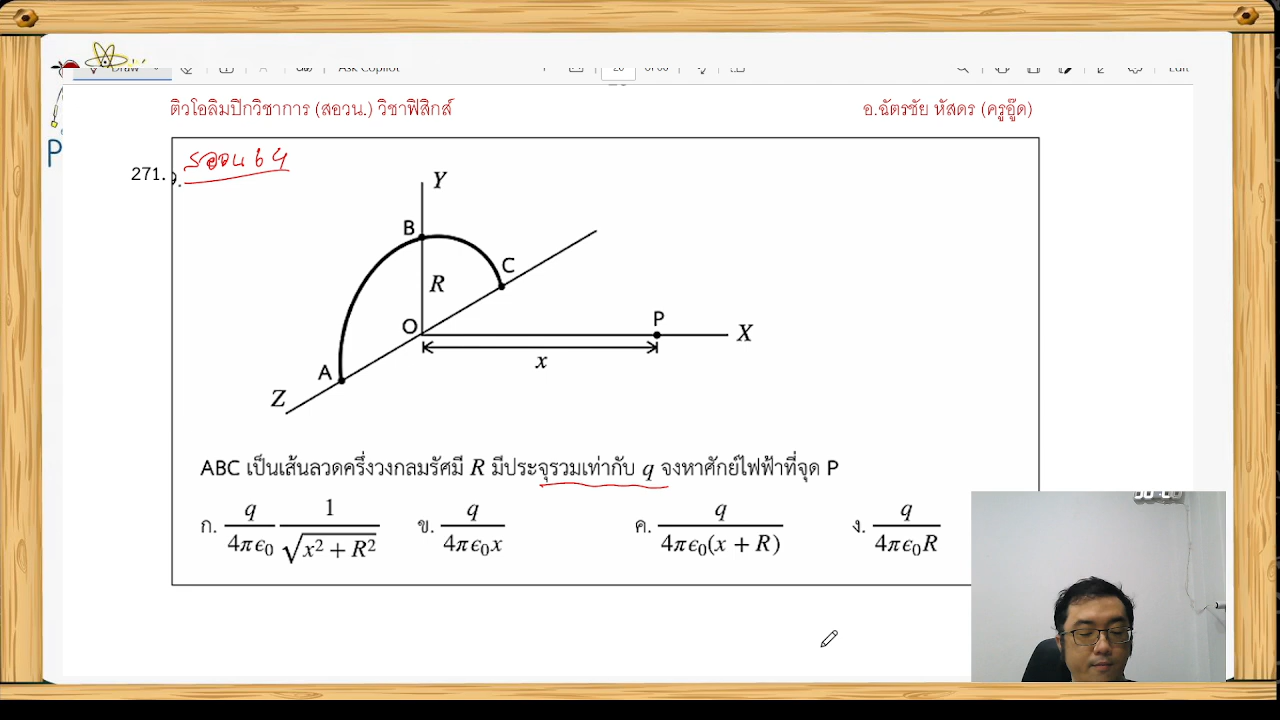 ติวโอลิมปิกวิชาการ (สอวน.) วิชาฟิสิกส์ อ.ฉัตรชัย หัสดร (ครูอู๊ด)
271. สอวน 64
Y
B
C
R
O
P
X
x
A
Z
ABC เป็นเส้นลวดครึ่งวงกลมรัศมี R มีประจุรวมเท่ากับ q จงหาศักย์ไฟฟ้าที่จุด P
ก. q/4πϵ₀ 1/√(x² + R²) ข. q/4πϵ₀x ค. q/4πϵ₀(x + R) ง. q/4πϵ₀R